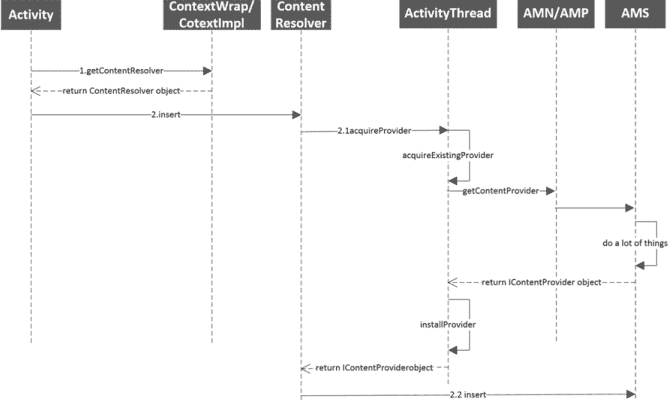 Activity
ContextWrap/
CotextImpl
Content
Resolver
ActivityThread
AMN/AMP
AMS
1.getContentResolver
return ContentResolver object
2.insert
2.1acquireProvider
acquireExistingProvider
getContentProvider
do a lot of things
return IContentProvider object
installProvider
return IContentProviderobject
2.2 insert